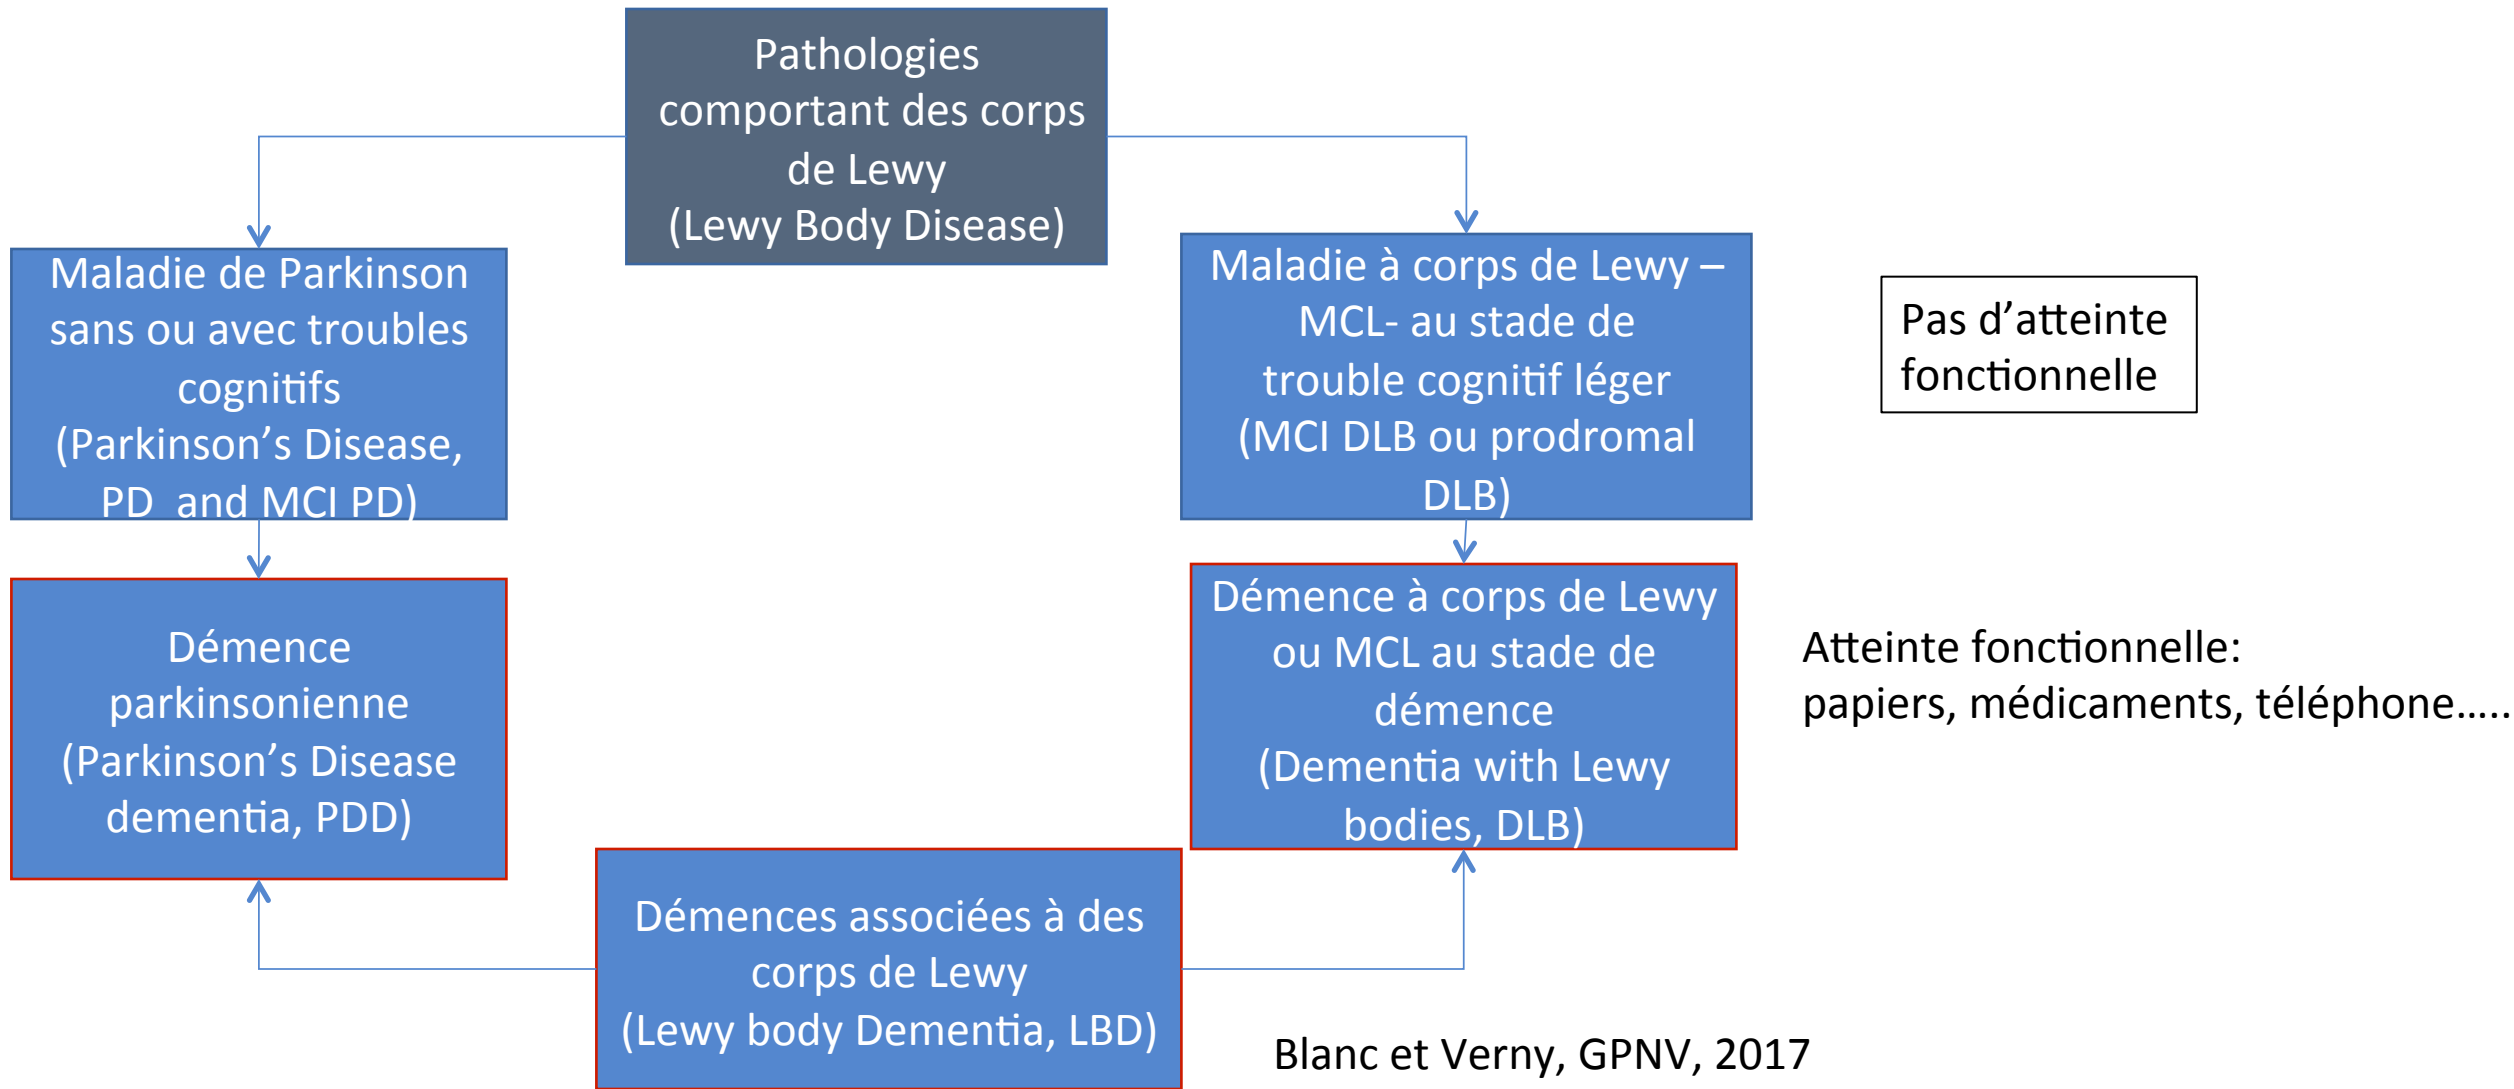 Pathologies
comportant des corps
de Lewy
(Lewy Body Disease)
Maladie de Parkinson
sans ou avec troubles
cognitifs
(Parkinson’s Disease,
PD and MCI PD)
Maladie à corps de Lewy –
MCL- au stade de
trouble cognitif léger
(MCI DLB ou prodromal
DLB)
Pas d’atteinte
fonctionnelle
Démence
parkinsonienne
(Parkinson’s Disease
dementia, PDD)
Démence à corps de Lewy
ou MCL au stade de
démence
(Dementia with Lewy
bodies, DLB)
Atteinte fonctionnelle:
papiers, médicaments, téléphone…..
Démences associées à des
corps de Lewy
(Lewy body Dementia, LBD)
Blanc et Verny, GPNV, 2017